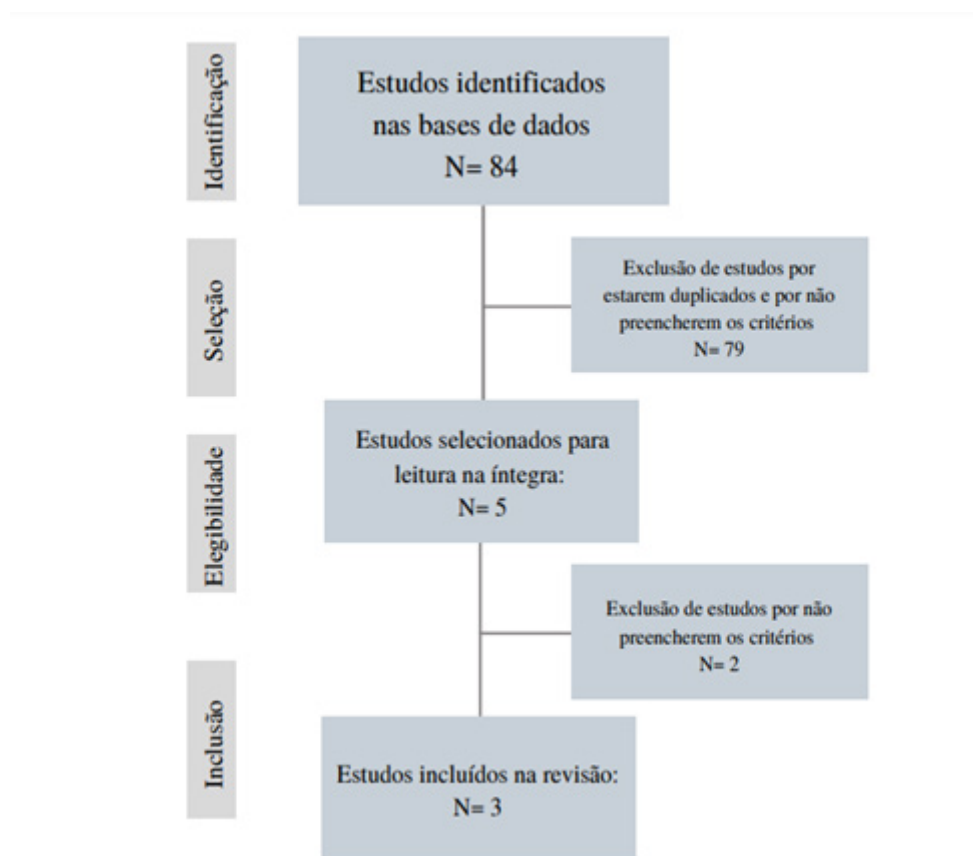 Identificação
Estudos identificados
nas bases de dados
N= 84
Seleção
Exclusão de estudos por
estarem duplicados e por não
preencherem os critérios
N= 79
Elegibilidade
Estudos selecionados para
leitura na íntegra:
N= 5
Exclusão de estudos por não
preencherem os critérios
N= 2
Inclusão
Estudos incluídos na revisão:
N= 3